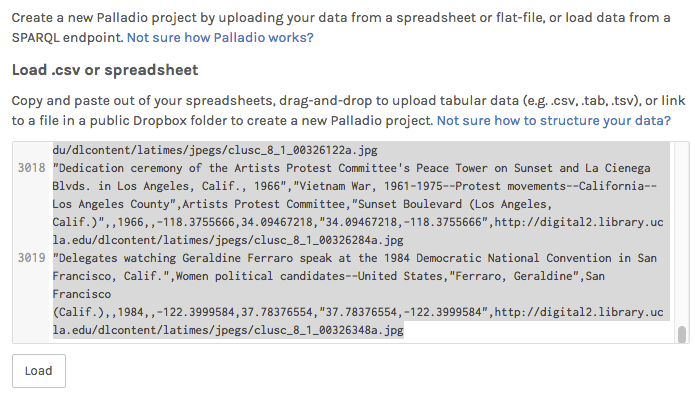 Create a new Palladio project by uploading your data from a spreadsheet or flat-file, or load data from a
SPARQL endpoint. Not sure how Palladio works?
Load .csv or spreadsheet
Copy and paste out of your spreadsheets, drag-and-drop to upload tabular data (e.g. .csv, .tab, .tsv), or link
to a file in a public Dropbox folder to create a new Palladio project. Not sure how to structure your data?
du/dlcontent/latimes/jpegs/clusc_8_1_00326122a.jpg
3018 "Dedication ceremony of the Artists Protest Committee's Peace Tower on Sunset and La Cienega
Blvds. in Los Angeles, Calif., 1966","Vietnam War, 1961-1975--Protest movements--California--
Los Angeles County",Artists Protest Committee,"Sunset Boulevard (Los Angeles,
Calif.)",,1966,,-118.3755666,34.09467218,"34.09467218,-118.3755666",http://digital2.library.uc
la.edu/dlcontent/latimes/jpegs/clusc_8_1_00326284a.jpg
3019 "Delegates watching Geraldine Ferraro speak at the 1984 Democratic National Convention in San
Francisco, Calif.",Women political candidates--United States,"Ferraro, Geraldine",San
Francisco
(Calif.),,1984,,-122.3999584,37.78376554,"37.78376554,-122.3999584",http://digital2.library.uc
la.edu/dlcontent/latimes/jpegs/clusc_8_1_00326348a.jpg
Load